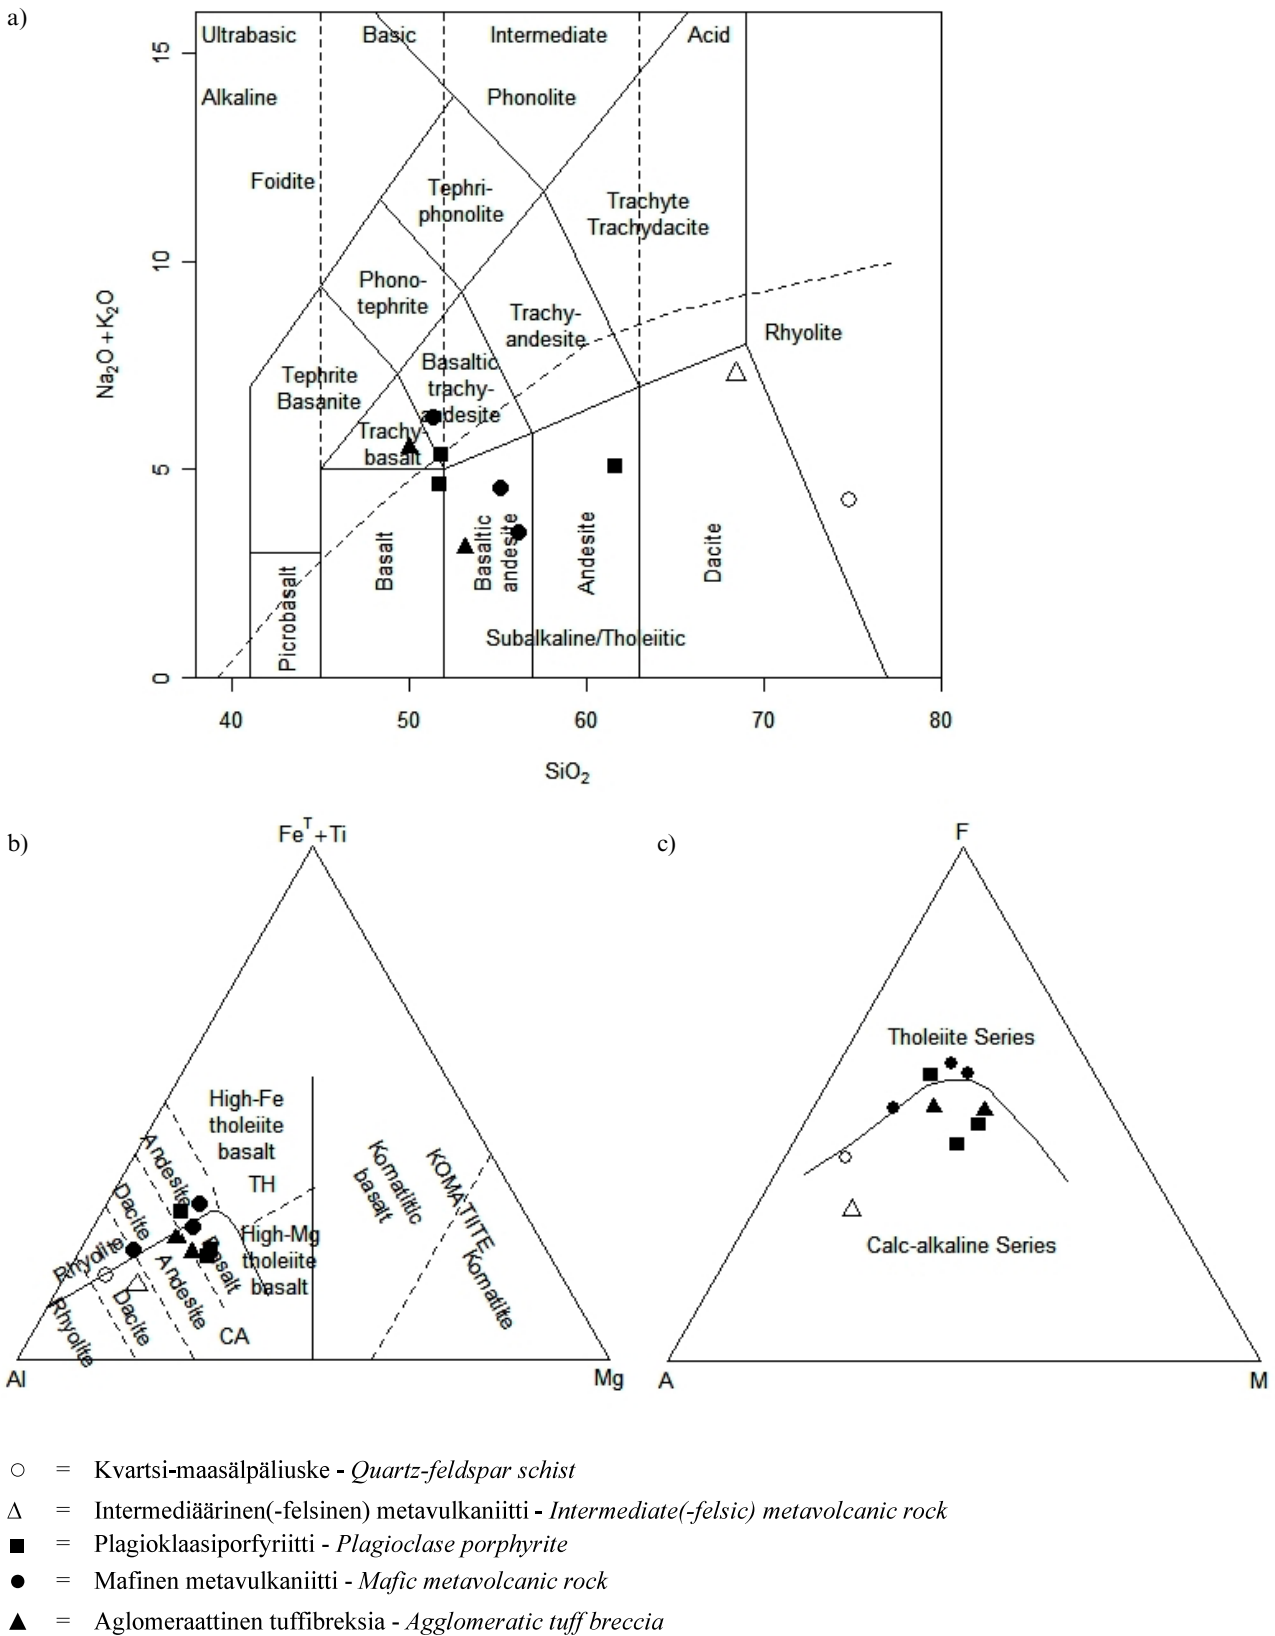 a)
Ultrabasic
Basic
Intermediate
Acid
Alkaline
Phonolite
Foidite
Tephri-
phonolite
Trachyte
Trachydacite
Phono-
tephrite
Trachy-
andesite
Rhyolite
Tephrite
Basanite
Basaltic
trachy-
andesite
Trachy-
basalt
Picrobasalt
Basalt
Basaltic
andesite
Andesite
Dacite
Subalkaline/Tholeiitic
Na₂O + K₂O
0
5
10
15
40
50
60
70
80
SiO₂
b)
Feᵀ+Ti
High-Fe
tholeiite
basalt
TH
Andesite
Dacite
Rhyolite
Rhyolite
Dacite
Andesite
Basalt
High-Mg
tholeiite
basalt
CA
Komatiitic
basalt
KOMATIITE
Komatiite
Al
Mg
c)
F
Tholeiite Series
Calc-alkaline Series
A
M
= Kvartsi-maasälpäliuske - Quartz-feldspar schist
= Intermediäärinen(-felsinen) metavulkaniitti - Intermediate(-felsic) metavolcanic rock
= Plagioklaasiporfyriitti - Plagioclase porphyrite
= Mafinen metavulkaniitti - Mafic metavolcanic rock
= Aglomeraattinen tuffibreksia - Agglomeratic tuff breccia